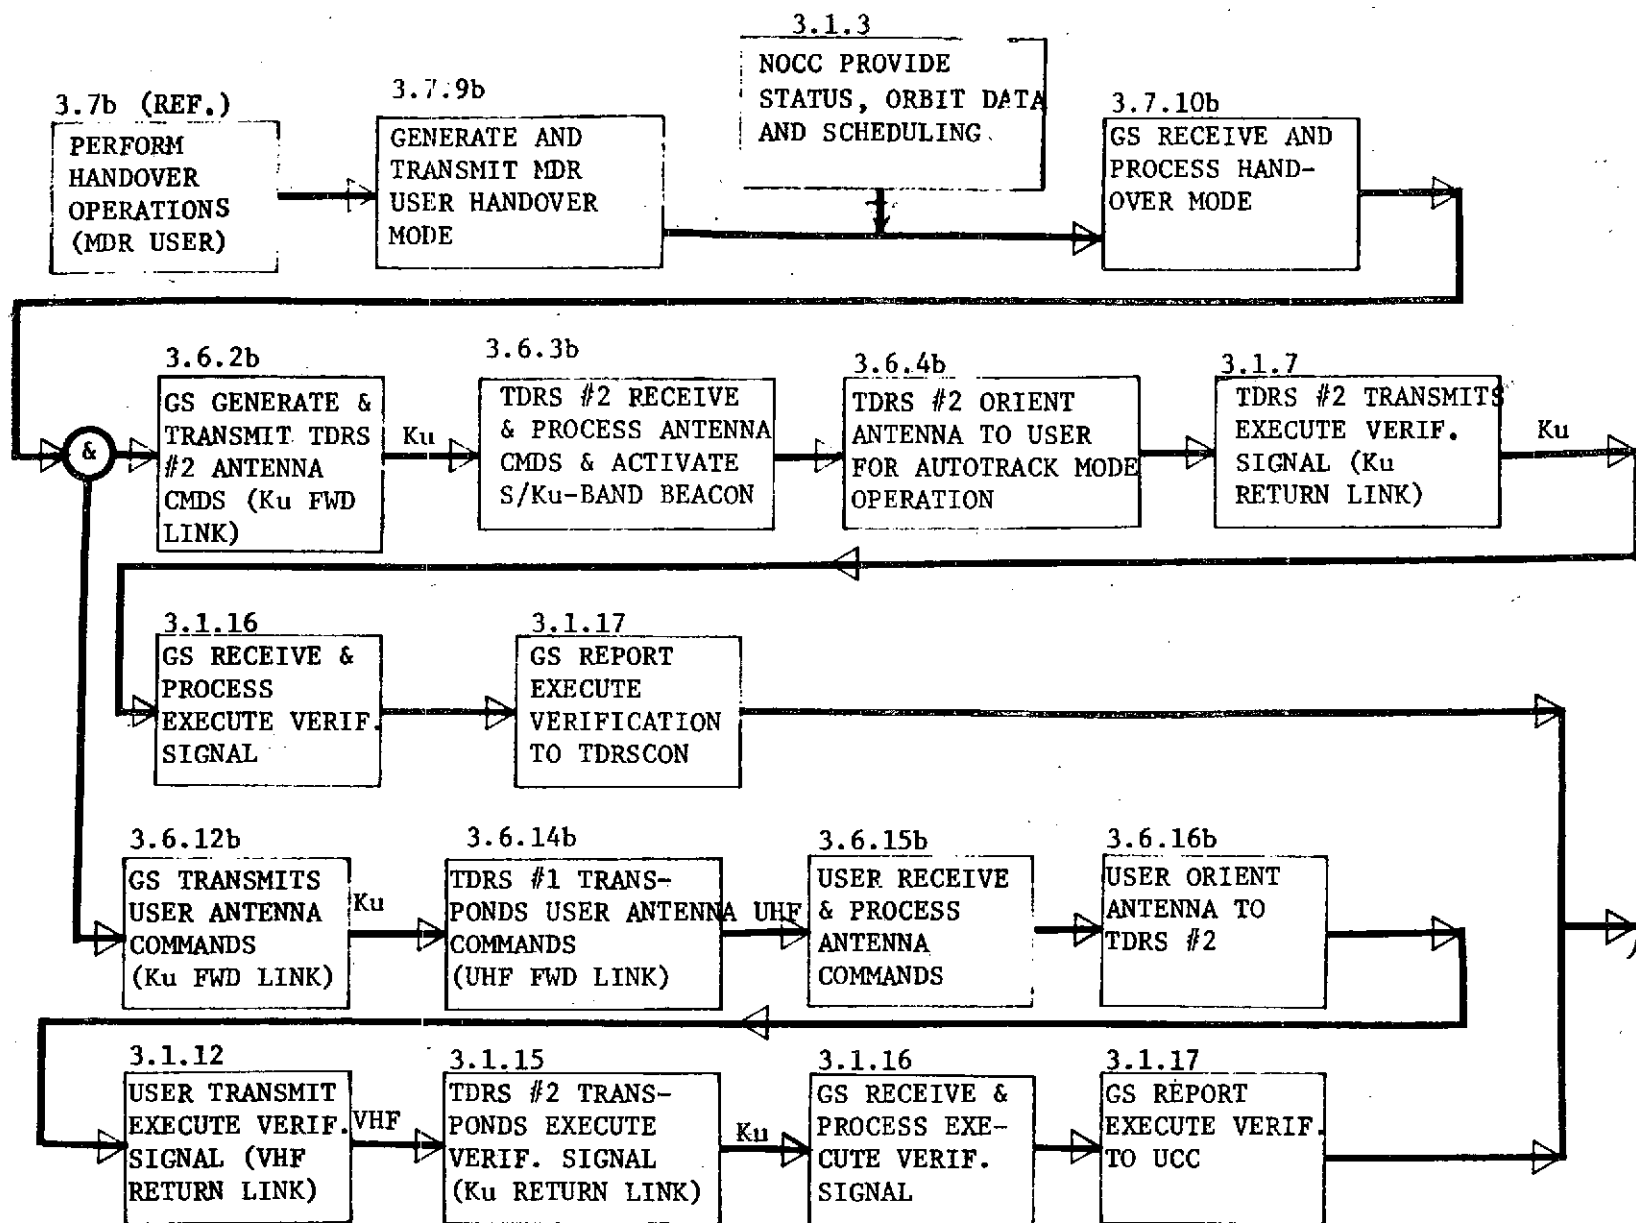 3.1.3
NOCC PROVIDE
STATUS, ORBIT DATA
AND SCHEDULING
3.7b (REF.)
PERFORM
HANDOVER
OPERATIONS
(MDR USER)
3.7.9b
GENERATE AND
TRANSMIT MDR
USER HANDOVER
MODE
3.7.10b
GS RECEIVE AND
PROCESS HAND-
OVER MODE
&
3.6.2b
GS GENERATE &
TRANSMIT TDRS
#2 ANTENNA
CMDS (Ku FWD
LINK)
Ku
3.6.3b
TDRS #2 RECEIVE
& PROCESS ANTENNA
CMDS & ACTIVATE
S/Ku-BAND BEACON
3.6.4b
TDRS #2 ORIENT
ANTENNA TO USER
FOR AUTOTRACK MODE
OPERATION
3.1.7
TDRS #2 TRANSMITS
EXECUTE VERIF.
SIGNAL (Ku
RETURN LINK)
Ku
3.1.16
GS RECEIVE &
PROCESS
EXECUTE VERIF.
SIGNAL
3.1.17
GS REPORT
EXECUTE
VERIFICATION
TO TDRSCON
3.6.12b
GS TRANSMITS
USER ANTENNA
COMMANDS
(Ku FWD LINK)
Ku
3.6.14b
TDRS #1 TRANS-
PONDS USER ANTENNA
COMMANDS
(UHF FWD LINK)
UHF
3.6.15b
USER RECEIVE
& PROCESS
ANTENNA
COMMANDS
3.6.16b
USER ORIENT
ANTENNA TO
TDRS #2
3.1.12
USER TRANSMIT
EXECUTE VERIF.
SIGNAL (VHF
RETURN LINK)
VHF
3.1.15
TDRS #2 TRANS-
PONDS EXECUTE
VERIF. SIGNAL
(Ku RETURN LINK)
Ku
3.1.16
GS RECEIVE &
PROCESS EXE-
CUTE VERIF.
SIGNAL
3.1.17
GS REPORT
EXECUTE VERIF.
TO UCC